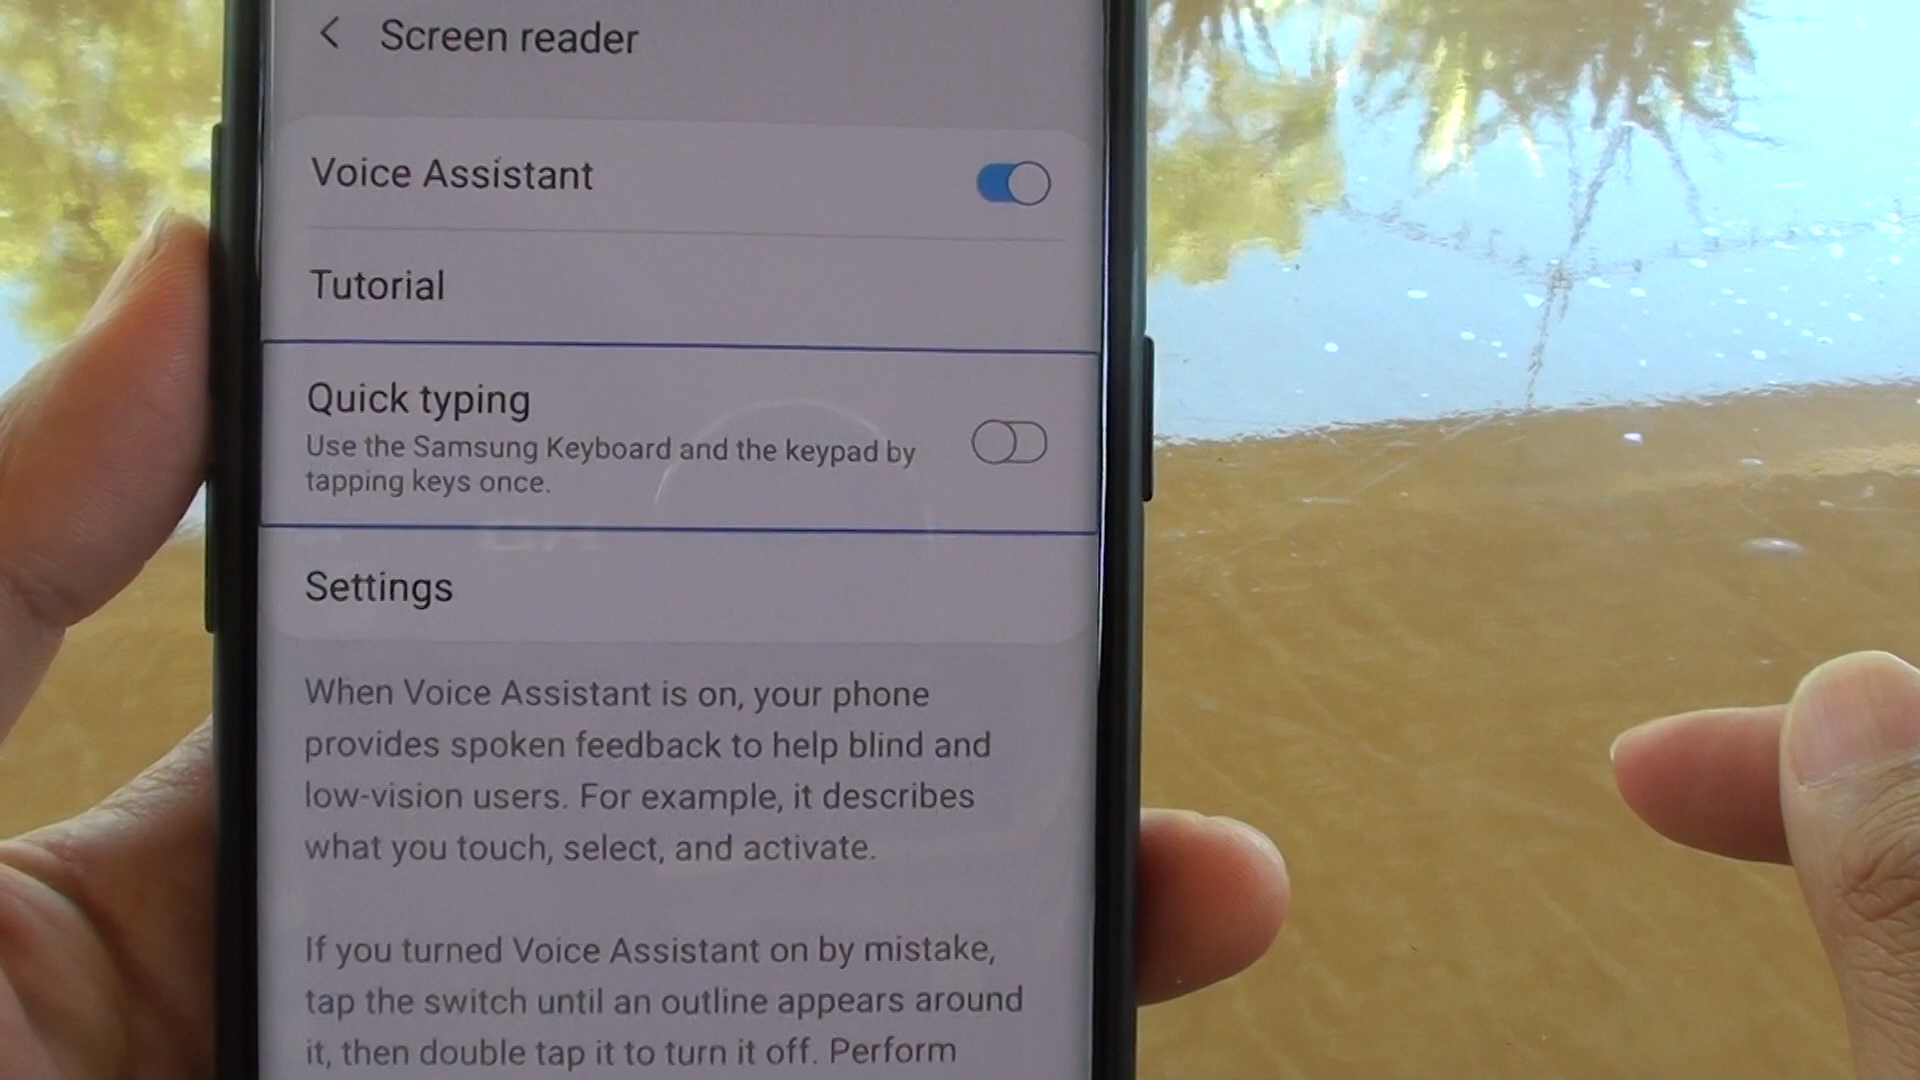 Screen reader
Voice Assistant
Tutorial
Quick typing
Use the Samsung Keyboard and the keypad by
tapping keys once.
Settings
When Voice Assistant is on, your phone
provides spoken feedback to help blind and
low-vision users. For example, it describes
what you touch, select, and activate.
If you turned Voice Assistant on by mistake,
tap the switch until an outline appears around
it, then double tap it to turn it off. Perform